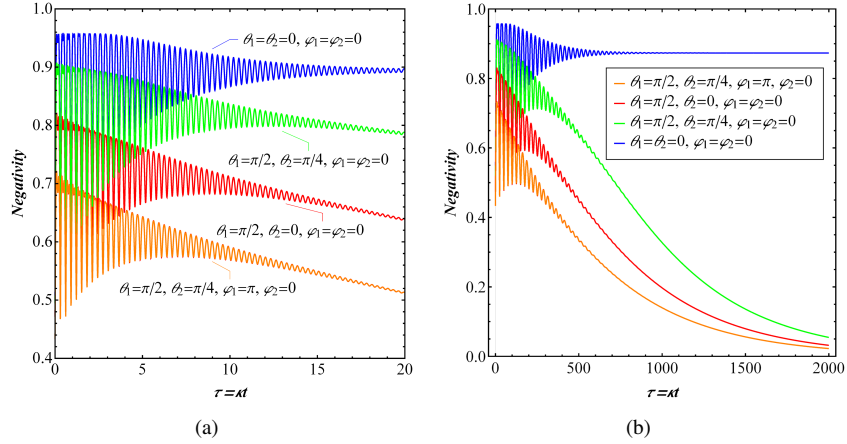 1.0
0.9
0.8
0.7
0.6
0.5
0.4
Negativity
θ1=θ2=0, φ1=φ2=0
θ1=π/2, θ2=π/4, φ1=φ2=0
θ1=π/2, θ2=0, φ1=φ2=0
θ1=π/2, θ2=π/4, φ1=π, φ2=0
0 5 10 15 20
τ=κt
(a)
1.0
0.8
0.6
0.4
0.2
0.0
Negativity
θ1=π/2, θ2=π/4, φ1=π, φ2=0
θ1=π/2, θ2=0, φ1=φ2=0
θ1=π/2, θ2=π/4, φ1=φ2=0
θ1=θ2=0, φ1=φ2=0
0 500 1000 1500 2000
τ=κt
(b)